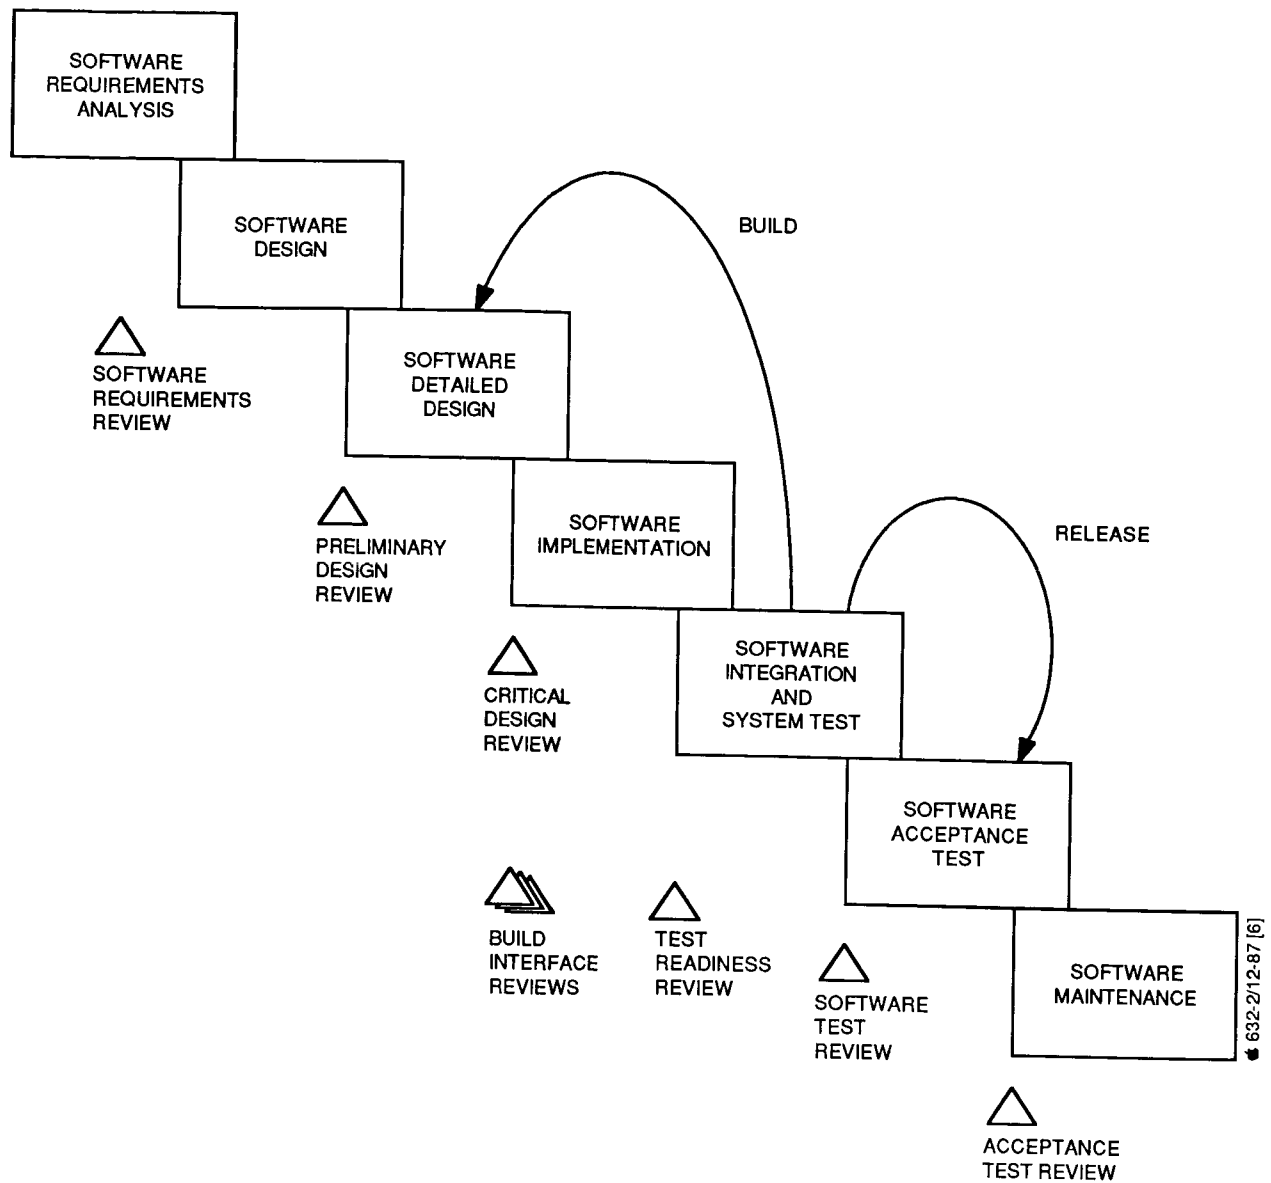 SOFTWARE
REQUIREMENTS
ANALYSIS
SOFTWARE
DESIGN
BUILD
SOFTWARE
REQUIREMENTS
REVIEW
SOFTWARE
DETAILED
DESIGN
PRELIMINARY
DESIGN
REVIEW
SOFTWARE
IMPLEMENTATION
RELEASE
CRITICAL
DESIGN
REVIEW
SOFTWARE
INTEGRATION
AND
SYSTEM TEST
SOFTWARE
ACCEPTANCE
TEST
BUILD
INTERFACE
REVIEWS
TEST
READINESS
REVIEW
SOFTWARE
TEST
REVIEW
SOFTWARE
MAINTENANCE
632-2/12-87 [6]
ACCEPTANCE
TEST REVIEW